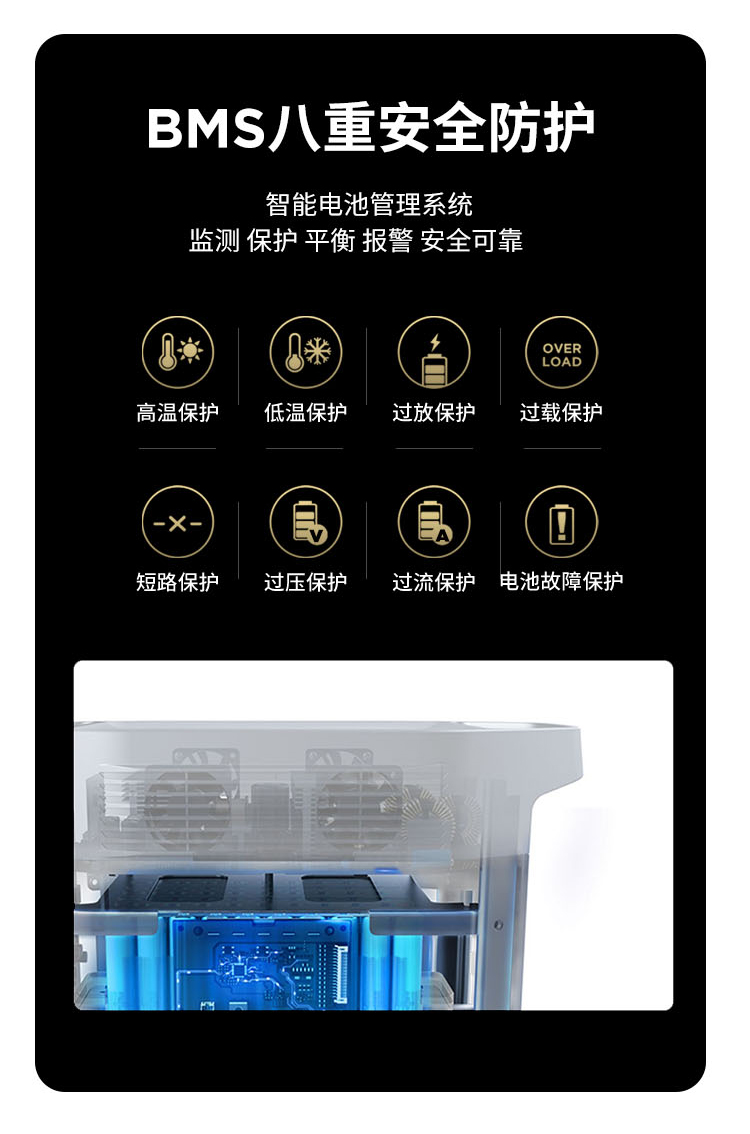 BMS八重安全防护
智能电池管理系统
监测 保护 平衡 报警 安全可靠
OVER
LOAD
高温保护 低温保护 过放保护 过载保护
V A
短路保护 过压保护 过流保护 电池故障保护